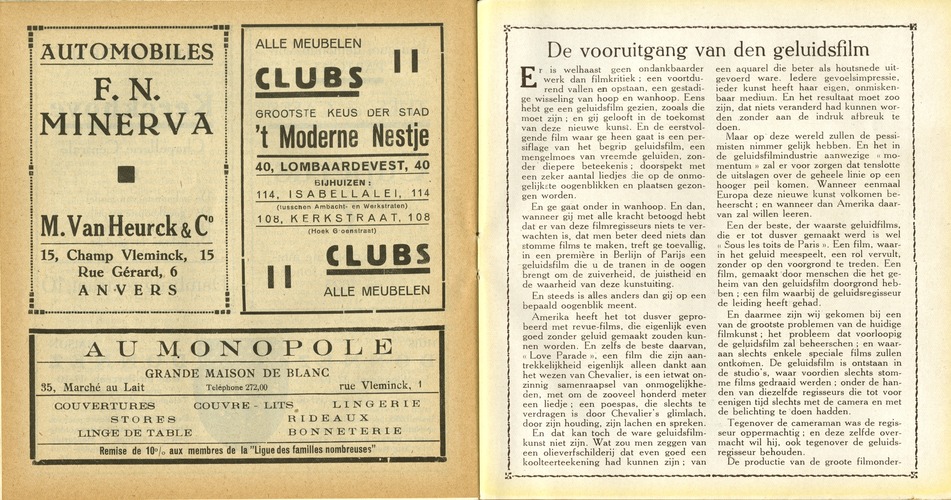 AUTOMOBILES
F. N.
MINERVA
M. Van Heurck & Cº
15, Champ Vleminck, 15
Rue Gérard, 6
ANVERS
ALLE MEUBELEN
CLUBS
GROOTSTE KEUS DER STAD
't Moderne Nestje
40, LOMBAARDEVEST, 40
BIJHUIZEN :
114, ISABELLALEI, 114
(tusschen Ambacht- en Werkstraten)
108, KERKSTRAAT, 108
(Hoek Groenstraat)
CLUBS
ALLE MEUBELEN
AU MONOPOLE
GRANDE MAISON DE BLANC
35, Marché au Lait Téléphone 272,00 rue Vleminck, 1
COUVERTURES COUVRE-LITS LINGERIE
STORES RIDEAUX
LINGE DE TABLE BONNETERIE
Remise de 10% aux membres de la "Ligue des familles nombreuses"
De vooruitgang van den geluidsfilm
Er is welhaast geen ondankbaarder
werk dan filmkritiek ; een voortdu-
rend vallen en opstaan, een gestadi-
ge wisseling van hoop en wanhoop. Eens
hebt ge een geluidsfilm gezien, zooals die
moet zijn ; en gij gelooft in de toekomst
van deze nieuwe kunst. En de eerstvol-
gende film waar ge heen gaat is een per-
siflage van het begrip geluidsfilm, een
mengelmoes van vreemde geluiden, zon-
der diepere beteekenis ; doorspekt met
een zeker aantal liedjes die op de onmo-
gelijkste oogenblikken en plaatsen gezon-
gen worden.
En ge gaat onder in wanhoop. En dan,
wanneer gij met alle kracht betoogd hebt
dat er van deze filmregisseurs niets te ver-
wachten is, dat men beter deed niets dan
stomme films te maken, treft ge toevallig,
in een première in Berlijn of Parijs een
geluidsfilm die u de tranen in de oogen
brengt om de zuiverheid, de juistheid en
de waarheid van deze kunstuiting.
En steeds is alles anders dan gij op een
bepaald oogenblik meent.
Amerika heeft het tot dusver gepro-
beerd met revue-films, die eigenlijk even
goed zonder geluid gemaakt zouden kun-
nen worden. En zelfs de beste daarvan,
« Love Parade », een film die zijn aan-
trekkelijkheid eigenlijk alleen dankt aan
het wezen van Chevalier, is een ietwat on-
zinnig samenraapsel van onmogelijkhe-
den, met om de zooveel honderd meter
een liedje ; een poespas, die slechts te
verdragen is door Chevalier's glimlach,
door zijn houding, zijn lachen en spreken.
En dat kan toch de ware geluidsfilm-
kunst niet zijn. Wat zou men zeggen van
een olieverfschilderij dat even goed een
koolteerteekening had kunnen zijn ; van
een aquarel die beter als houtsnede uit-
gevoerd ware. Iedere gevoelsimpressie,
ieder kunst heeft haar eigen, onmisken-
baar medium. En het resultaat moet zoo
zijn, dat niets veranderd had kunnen wor-
den zonder aan de indruk afbreuk te
doen.
Maar op deze wereld zullen de pessi-
misten nimmer gelijk hebben. En het in
de geluidsfilmindustrie aanwezige « mo-
mentum » zal er voor zorgen dat tenslotte
de uitslagen over de geheele linie op een
hooger peil komen. Wanneer eenmaal
Europa deze nieuwe kunst volkomen be-
heerscht ; en wanneer dan Amerika daar-
van zal willen leeren.
Een der beste, der waarste geluidsfilms,
die er tot dusver gemaakt werd is wel
« Sous les toits de Paris ». Een film, waar-
in het geluid meespeelt, een rol vervult,
zonder op den voorgrond te treden. Een
film, gemaakt door menschen die het ge-
heim van den geluidsfilm doorgrond heb-
ben ; een film waarbij de geluidsregisseur
de leiding heeft gehad.
En daarmee zijn wij gekomen bij een
van de grootste problemen van de huidige
filmkunst ; het probleem dat voorloopig
de geluidsfilm zal beheerschen ; en waar-
aan slechts enkele speciale films zullen
ontkomen. De geluidsfilm is ontstaan in
de studio's, waar voordien slechts stom-
me films gedraaid werden ; onder de han-
den van diezelfde regisseurs die tot voor
eenigen tijd slechts met de camera en met
de belichting te doen hadden.
Tegenover de cameraman was de regis-
seur oppermachtig ; en deze zelfde over-
macht wil hij, ook tegenover de geluids-
regisseur behouden.
De productie van de groote filmonder-